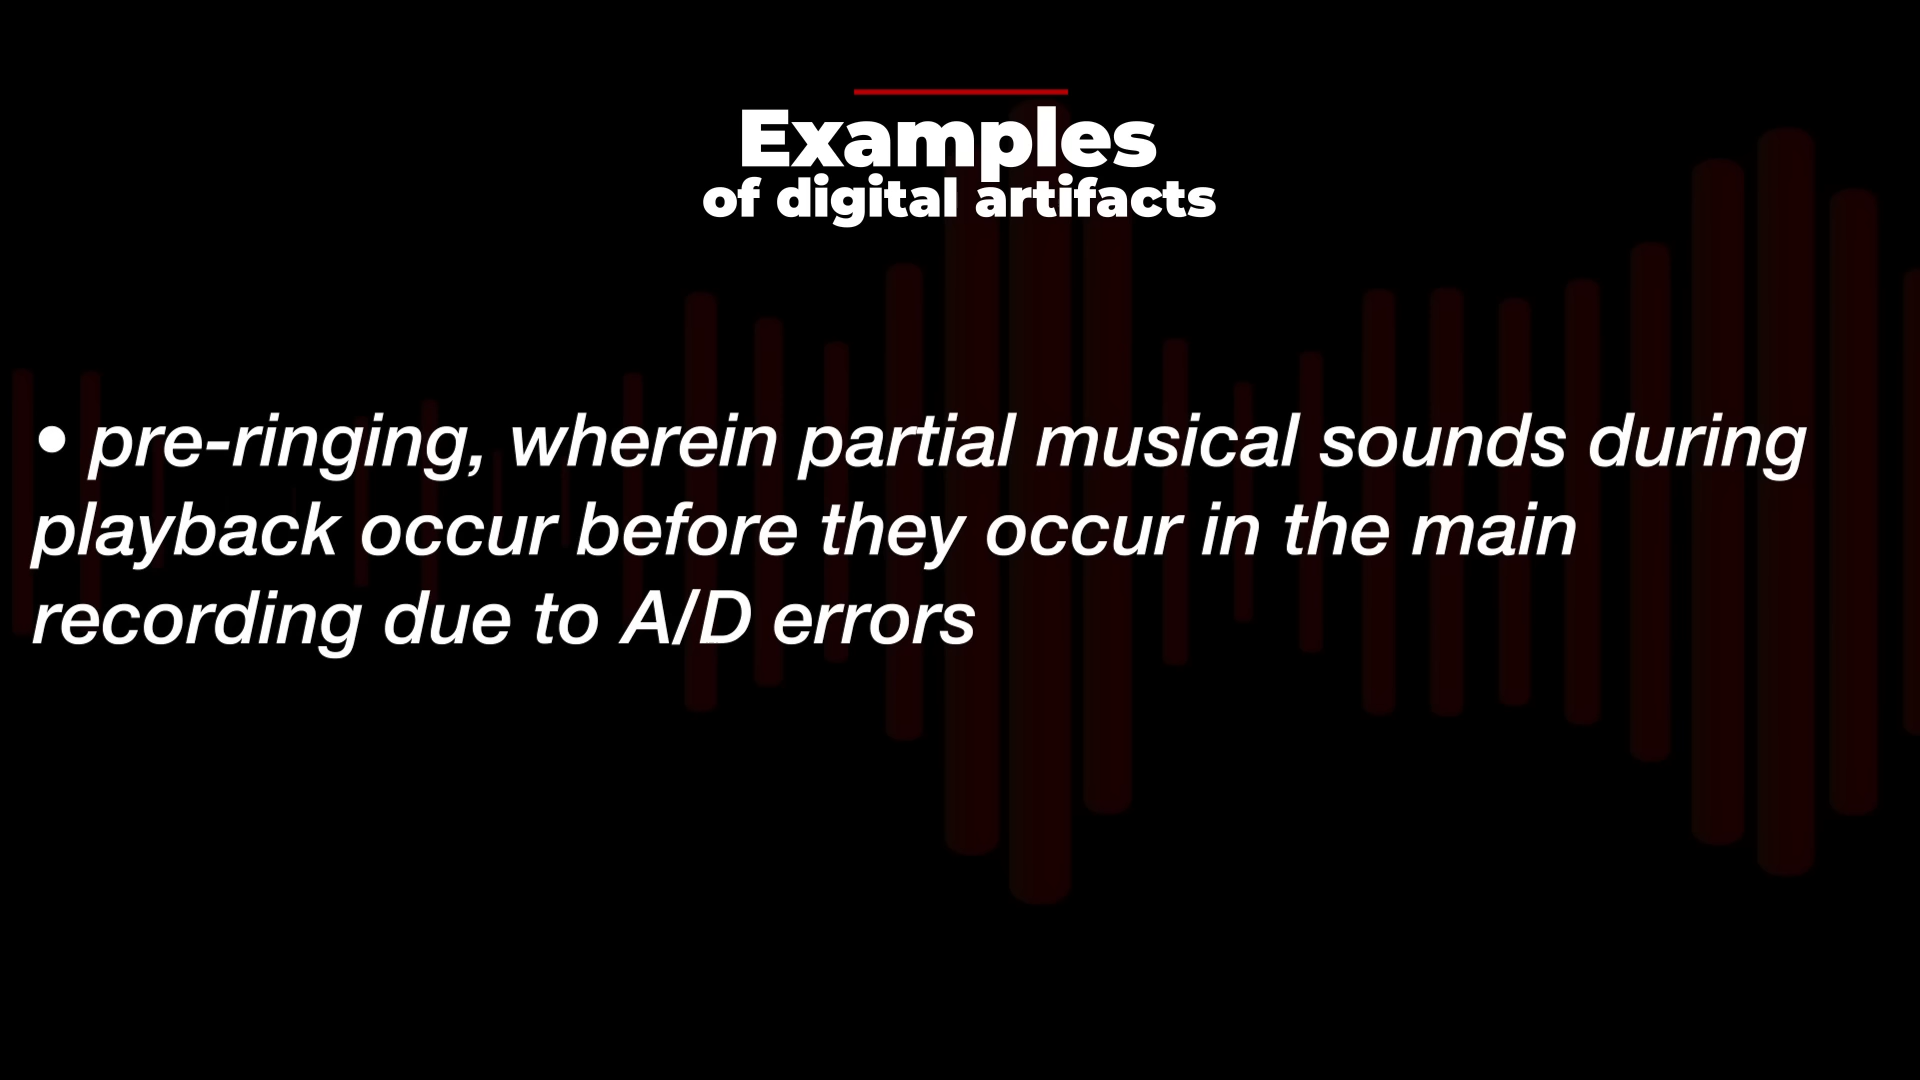 Examples
of digital artifacts
• pre-ringing, wherein partial musical sounds during
playback occur before they occur in the main
recording due to A/D errors